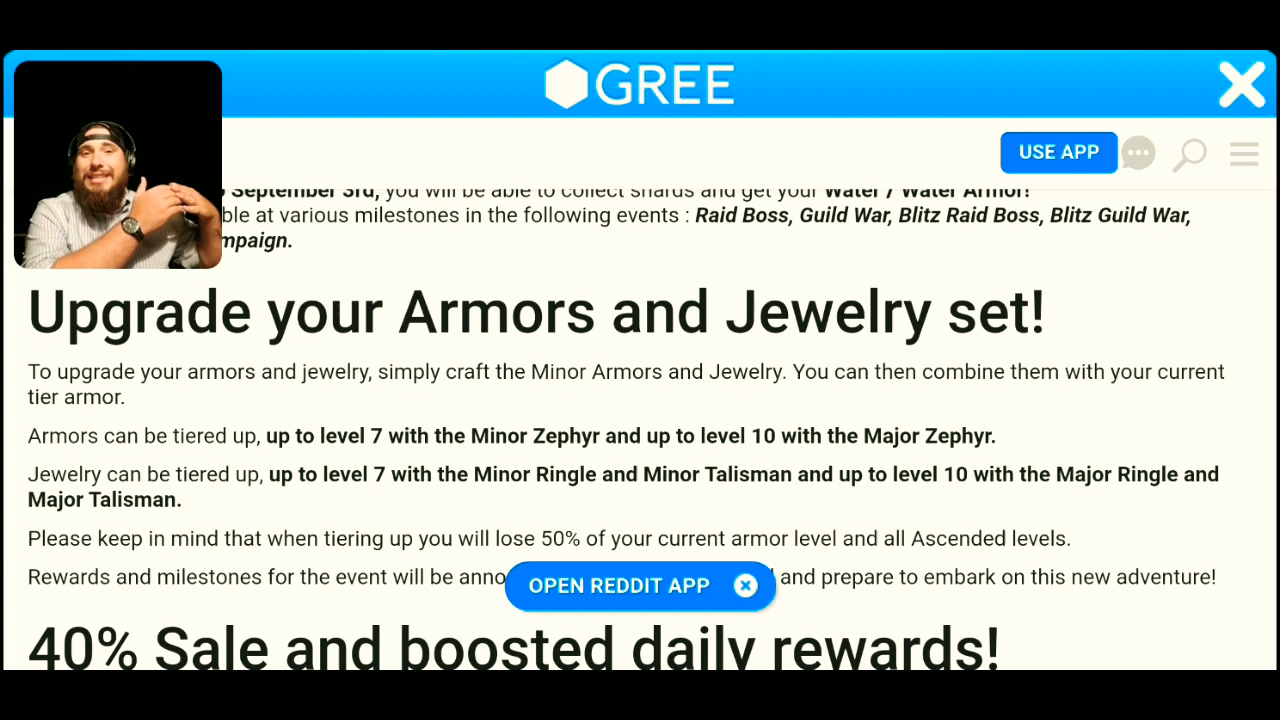 GREE
USE APP
September 3rd, you will be able to collect shards and get your Water / Water Armor!
at various milestones in the following events : Raid Boss, Guild War, Blitz Raid Boss, Blitz Guild War,
Upgrade your Armors and Jewelry set!
To upgrade your armors and jewelry, simply craft the Minor Armors and Jewelry. You can then combine them with your current
tier armor.
Armors can be tiered up, up to level 7 with the Minor Zephyr and up to level 10 with the Major Zephyr.
Jewelry can be tiered up, up to level 7 with the Minor Ringle and Minor Talisman and up to level 10 with the Major Ringle and
Major Talisman.
Please keep in mind that when tiering up you will lose 50% of your current armor level and all Ascended levels.
Rewards and milestones for the event will be and prepare to embark on this new adventure!
OPEN REDDIT APP
40% Sale and boosted daily rewards!